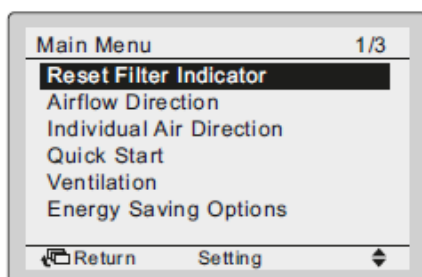 Main Menu 1/3
Reset Filter Indicator
Airflow Direction
Individual Air Direction
Quick Start
Ventilation
Energy Saving Options
Return Setting